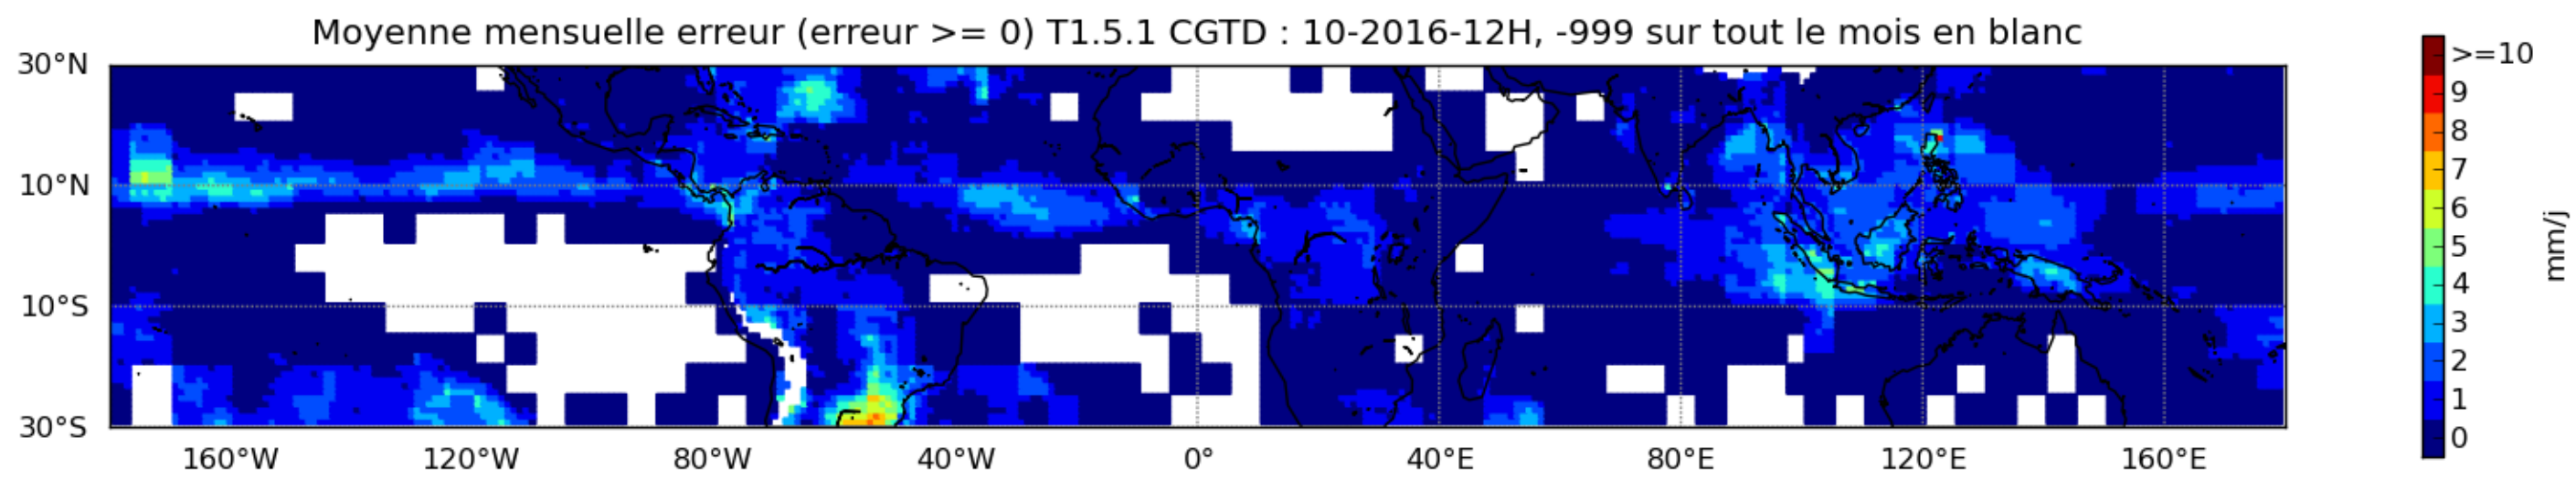 Moyenne mensuelle erreur (erreur >= 0) T1.5.1 CGTD : 10-2016-12H, -999 sur tout le mois en blanc
30°N
10°N
10°S
30°S
160°W 120°W 80°W 40°W 0° 40°E 80°E 120°E 160°E
>=10
9
8
7
6
5
4
3
2
1
0
mm/j